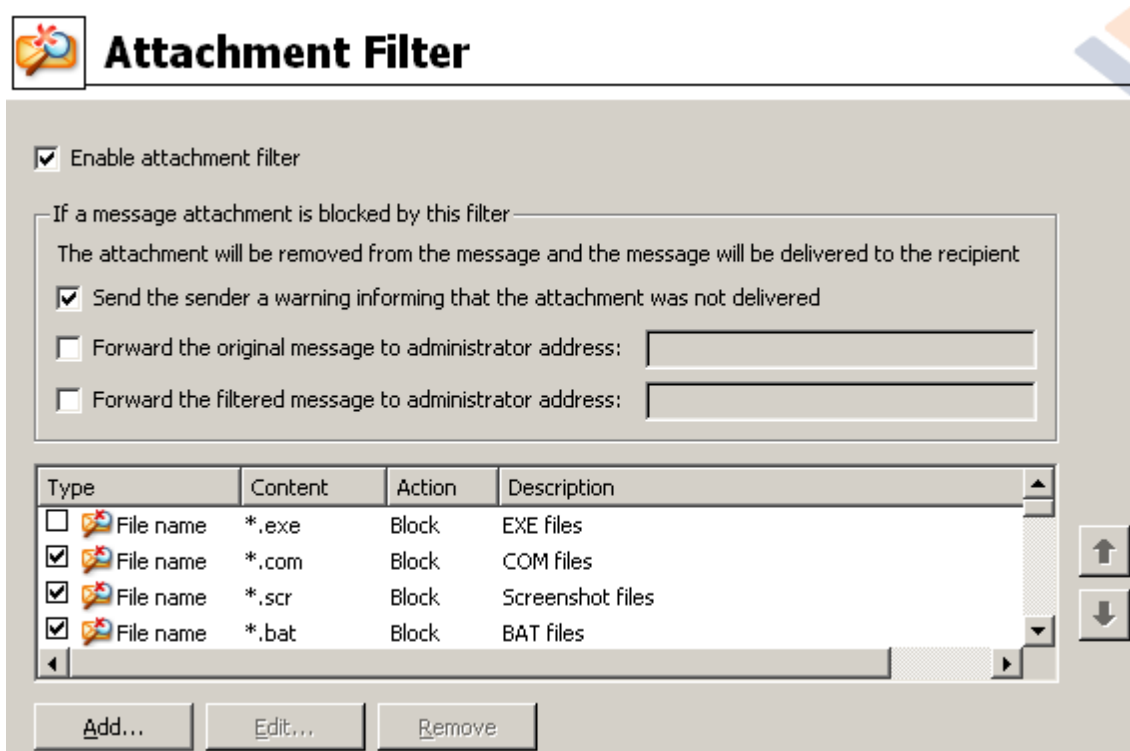 Attachment Filter
Enable attachment filter
If a message attachment is blocked by this filter
The attachment will be removed from the message and the message will be delivered to the recipient
Send the sender a warning informing that the attachment was not delivered
Forward the original message to administrator address:
Forward the filtered message to administrator address:
Type Content Action Description
File name *.exe Block EXE files
File name *.com Block COM files
File name *.scr Block Screenshot files
File name *.bat Block BAT files
Add... Edit... Remove